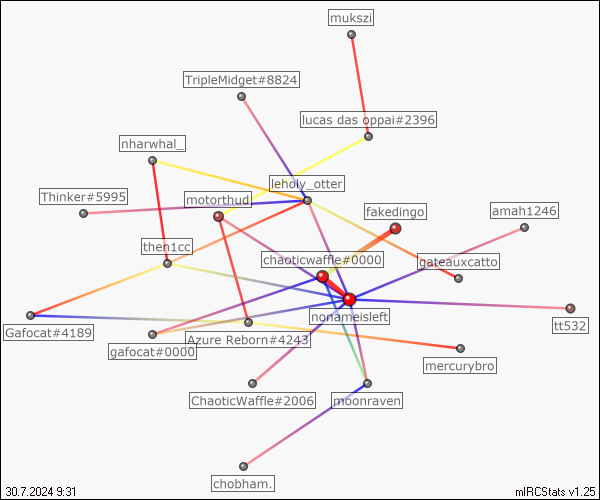 mukszi
TripleMidget#8824
lucas das oppai#2396
nharwhal_
leholy_otter
Thinker#5995
motorthud
fakedingo
amah1246
then1cc
chaoticwaffle#0000
gateauxcatto
nonameisleft
Gafocat#4189
tt532
Azure Reborn#4243
gafocat#0000
mercurybro
ChaoticWaffle#2006
moonraven
chobham.
30.7.2024 9:31
mIRCStats v1.25